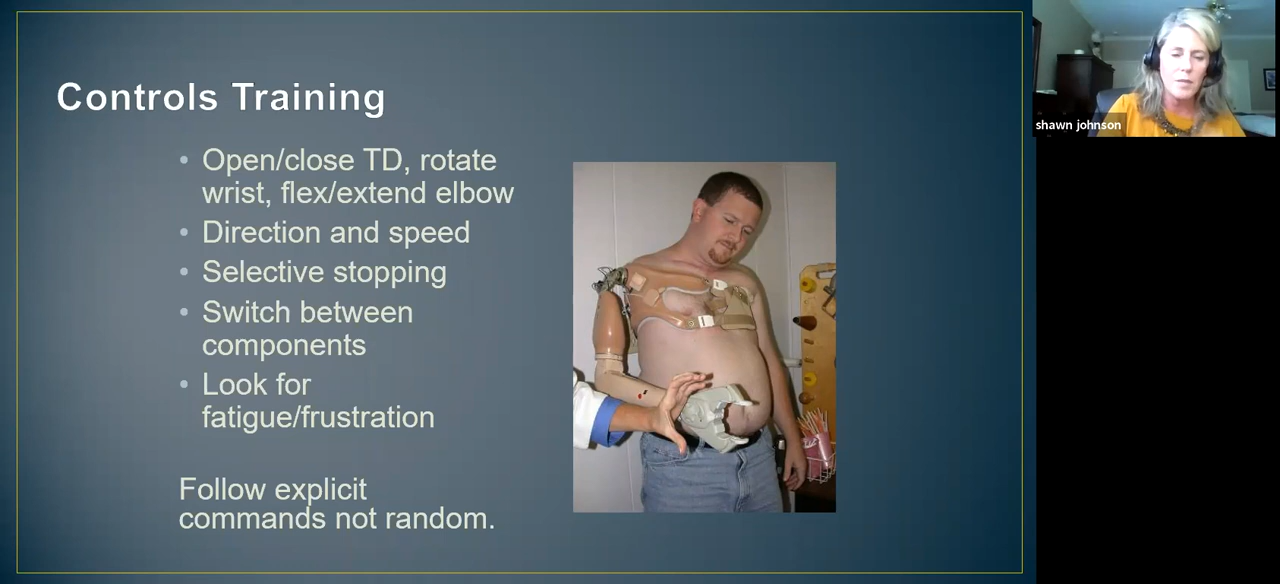 Controls Training
shawn johnson
• Open/close TD, rotate
wrist, flex/extend elbow
• Direction and speed
• Selective stopping
• Switch between
components
• Look for
fatigue/frustration
Follow explicit
commands not random.